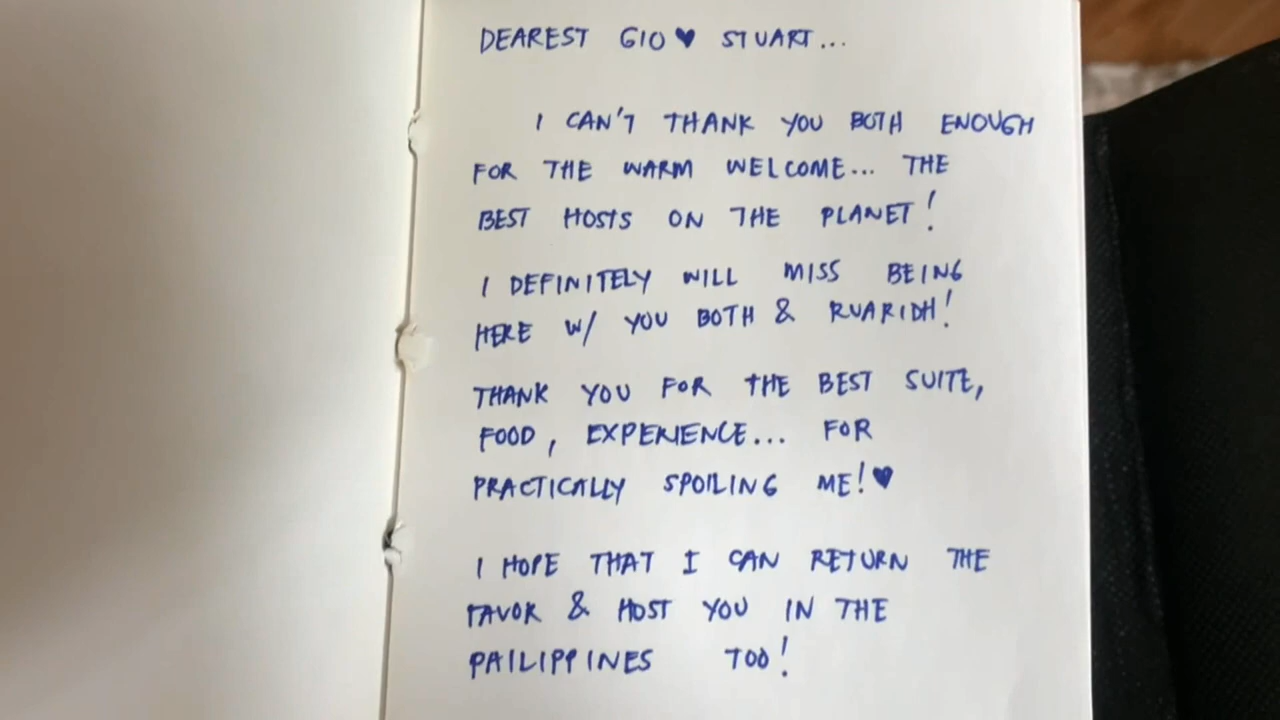 DEAREST GIO ♥ STUART...
I CAN'T THANK YOU BOTH ENOUGH
FOR THE WARM WELCOME... THE
BEST HOSTS ON THE PLANET!
I DEFINITELY WILL MISS BEING
HERE W/ YOU BOTH & RUARIDH!
THANK YOU FOR THE BEST SUITE,
FOOD, EXPERIENCE... FOR
PRACTICALLY SPOILING ME! ♥
I HOPE THAT I CAN RETURN THE
FAVOR & HOST YOU IN THE
PHILIPPINES TOO!